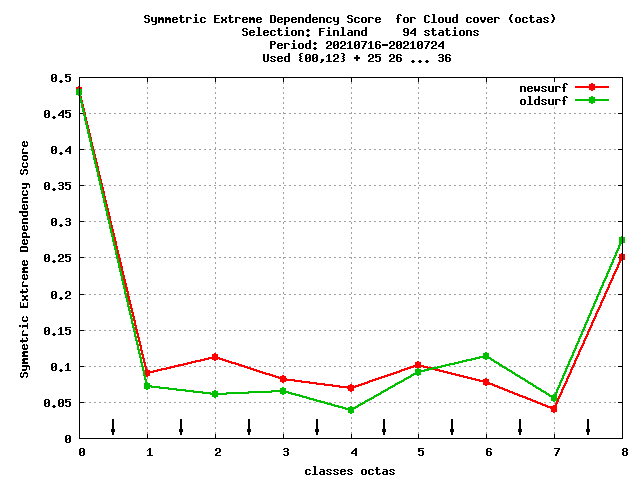 Symmetric Extreme Dependency Score  for Cloud cover (octas)
Selection: Finland     94 stations
Period: 20210716-20210724
Used {00,12} + 25 26 ... 36
newsurf
oldsurf
Symmetric Extreme Dependency Score
0.5
0.45
0.4
0.35
0.3
0.25
0.2
0.15
0.1
0.05
0
0 1 2 3 4 5 6 7 8
classes octas